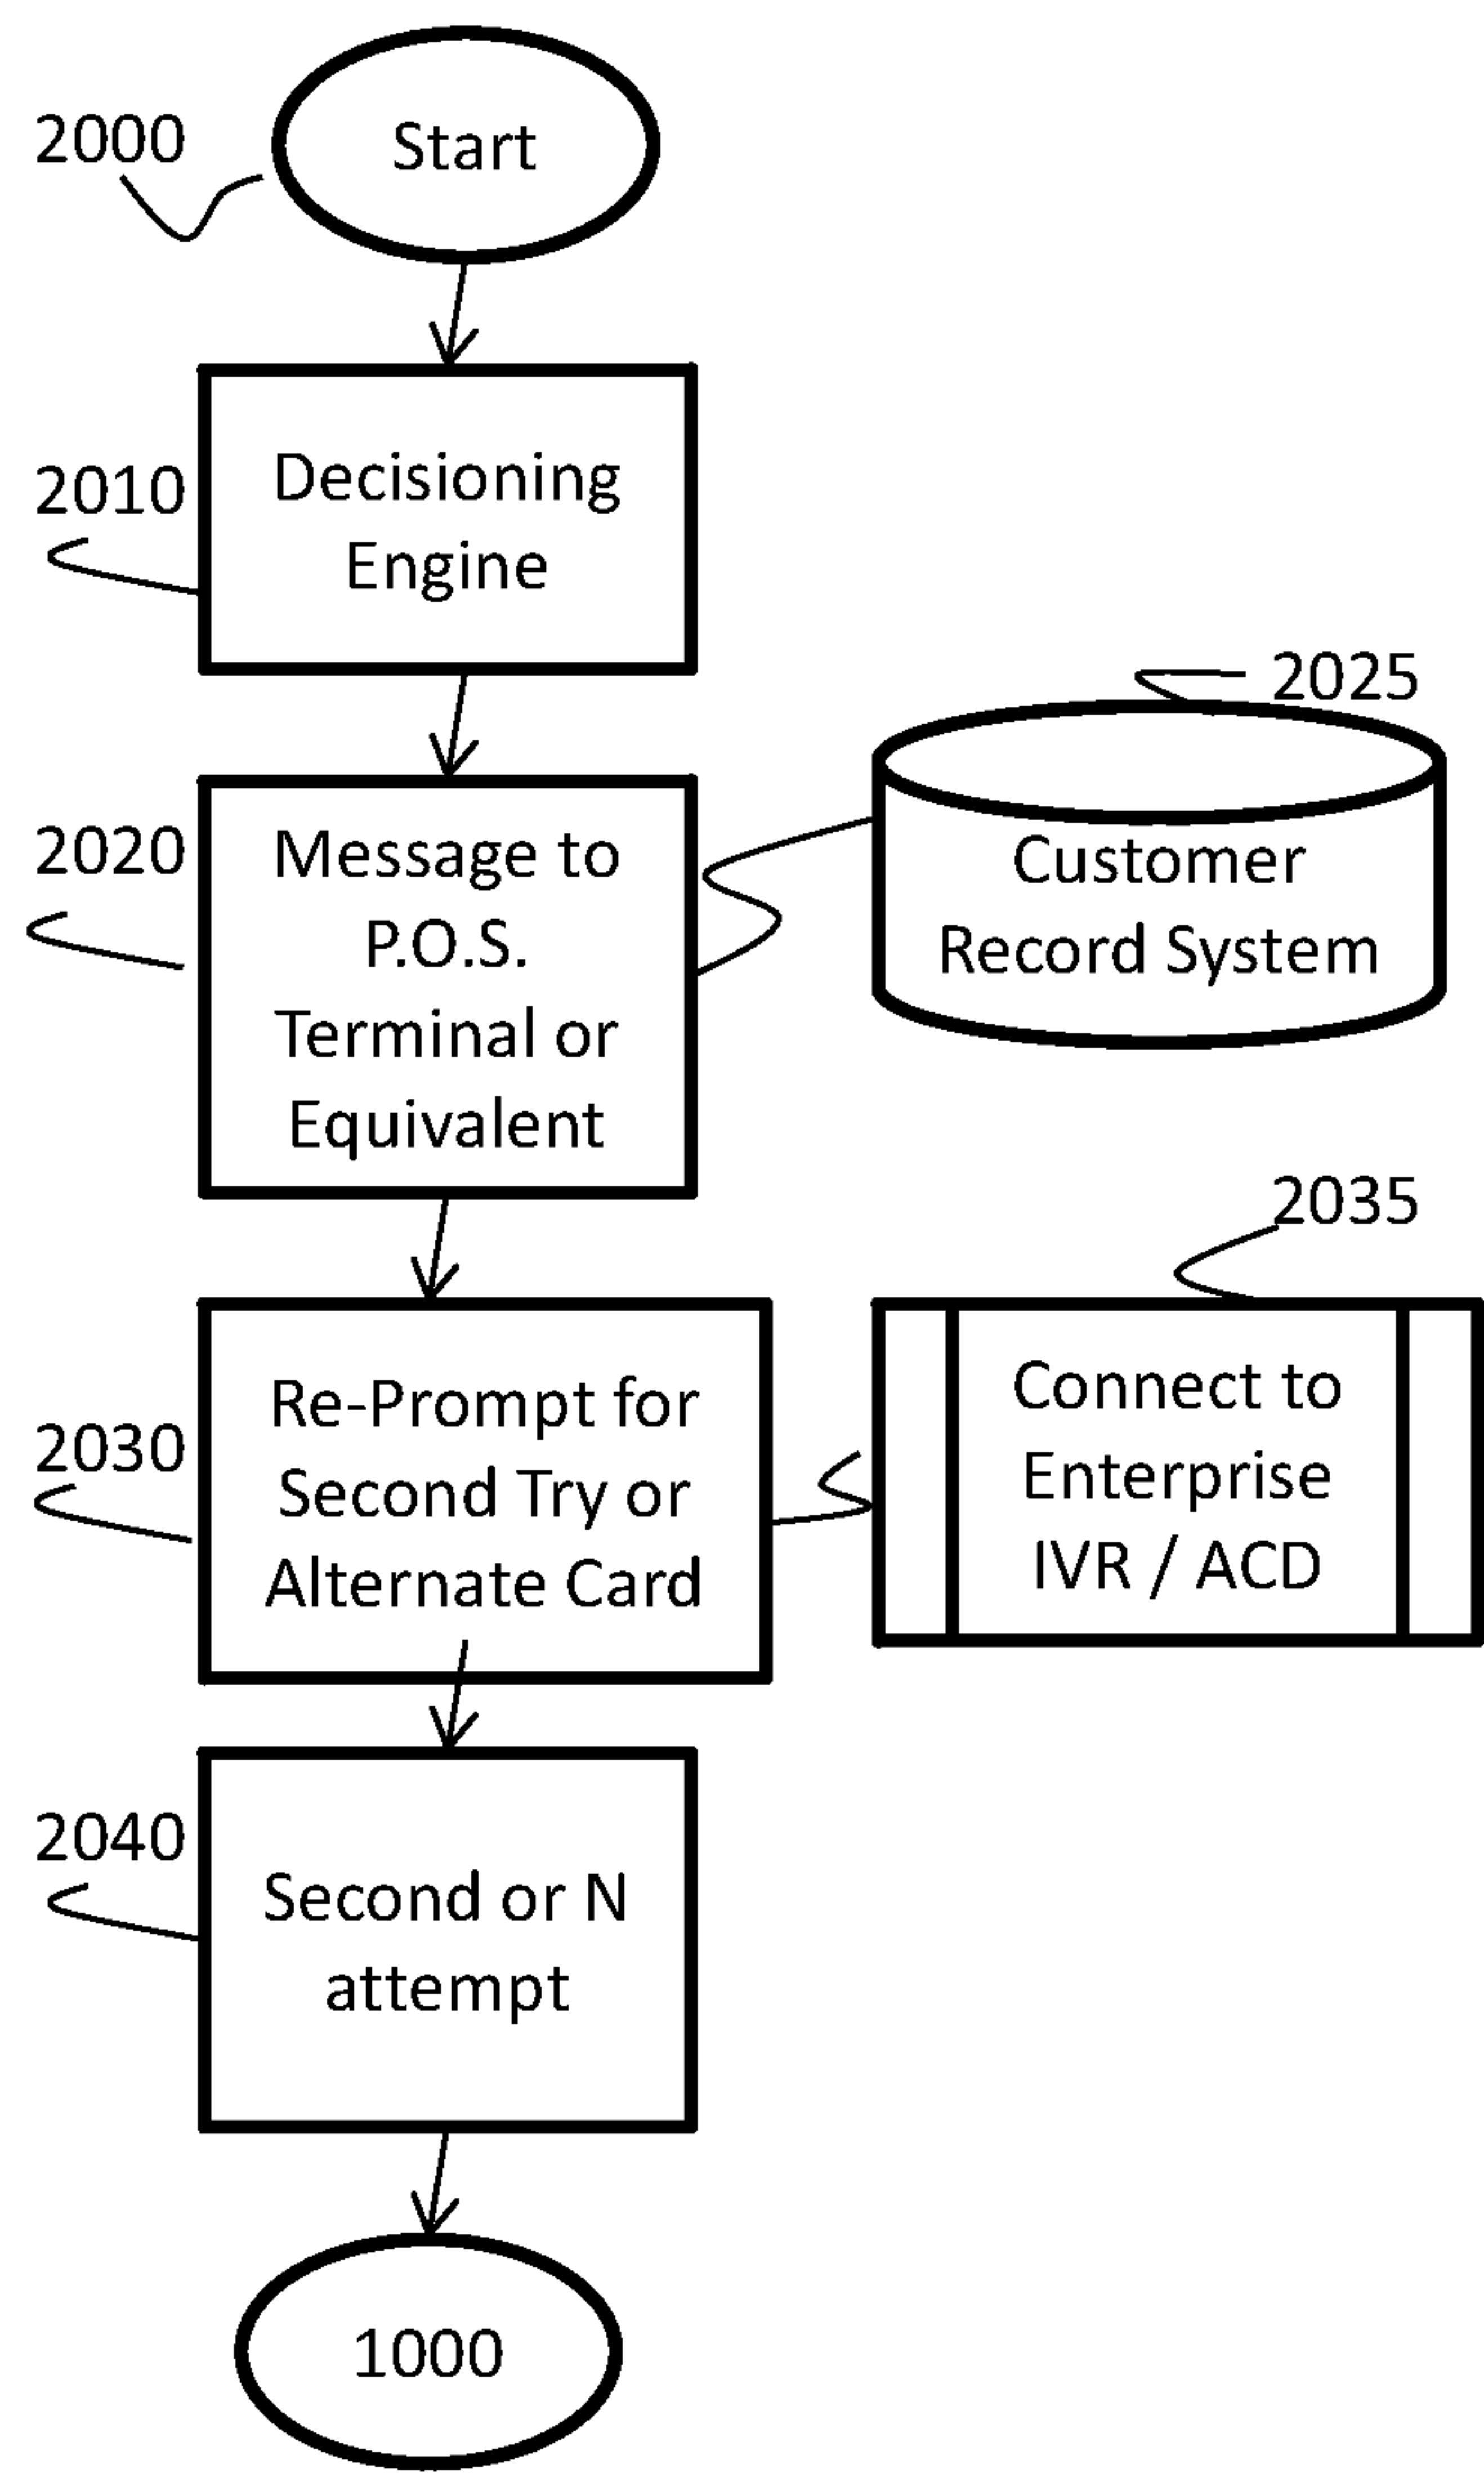 2000
Start
2010
Decisioning
Engine
2020
Message to
P.O.S.
Terminal or
Equivalent
2025
Customer
Record System
2030
Re-Prompt for
Second Try or
Alternate Card
2035
Connect to
Enterprise
IVR / ACD
2040
Second or N
attempt
1000